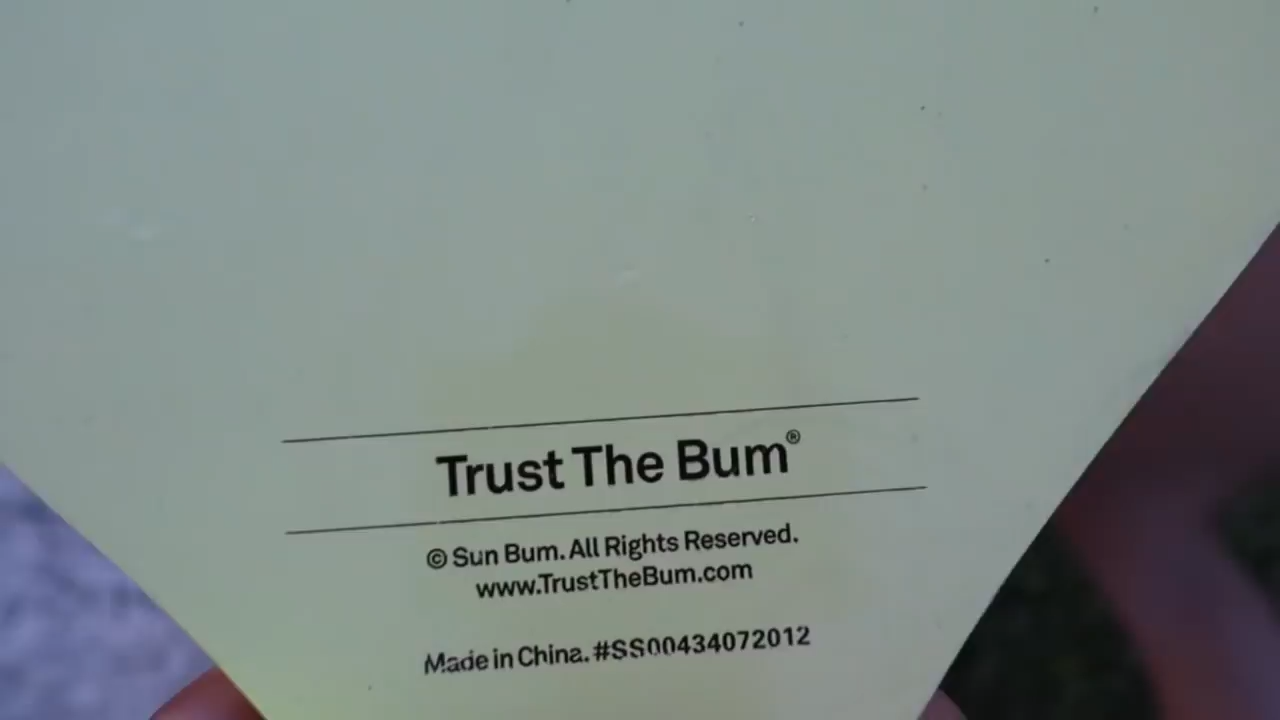 Trust The Bum®
© Sun Bum. All Rights Reserved.
www.TrustTheBum.com
Made in China. #SS00434072012